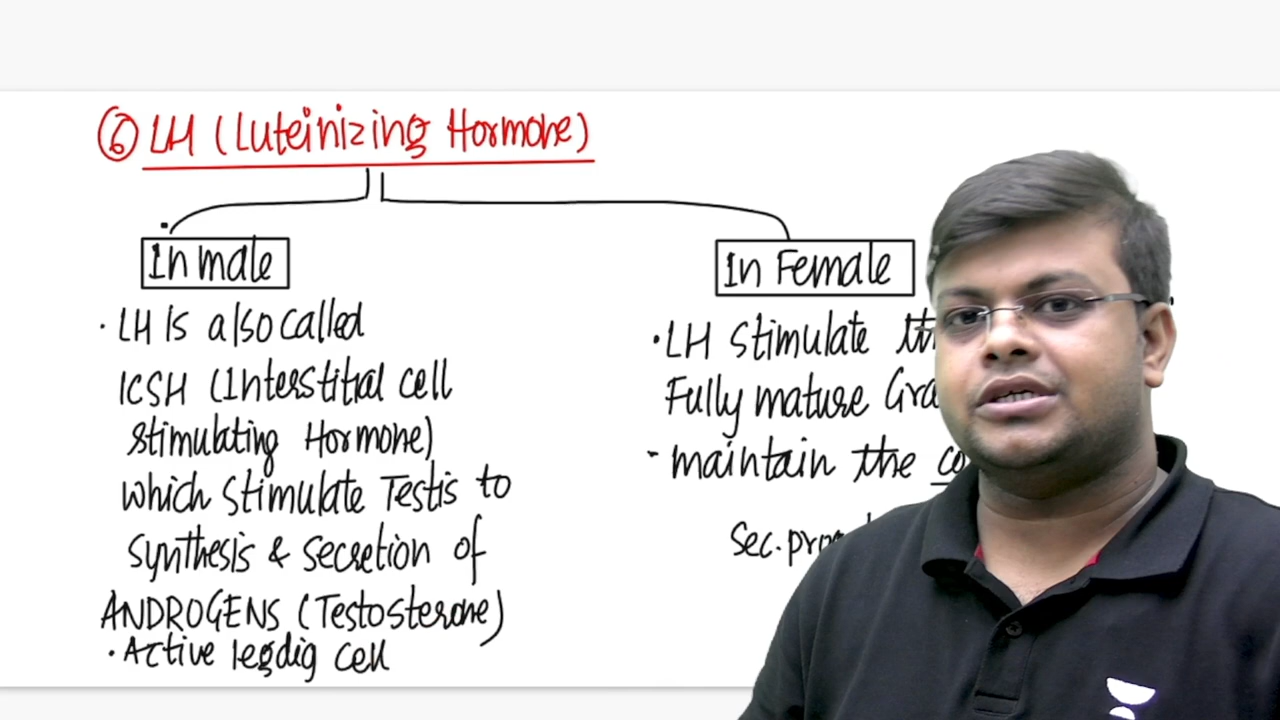 ⑥ LH (Luteinizing Hormone)
In male
· LH Is also called
ICSH (Interstitial cell
stimulating Hormone)
which stimulate Testis to
synthesis & secretion of
ANDROGENS (Testosterone)
· Active legdig cell
In Female
· LH stimulate
Fully mature
- maintain the
Sec.